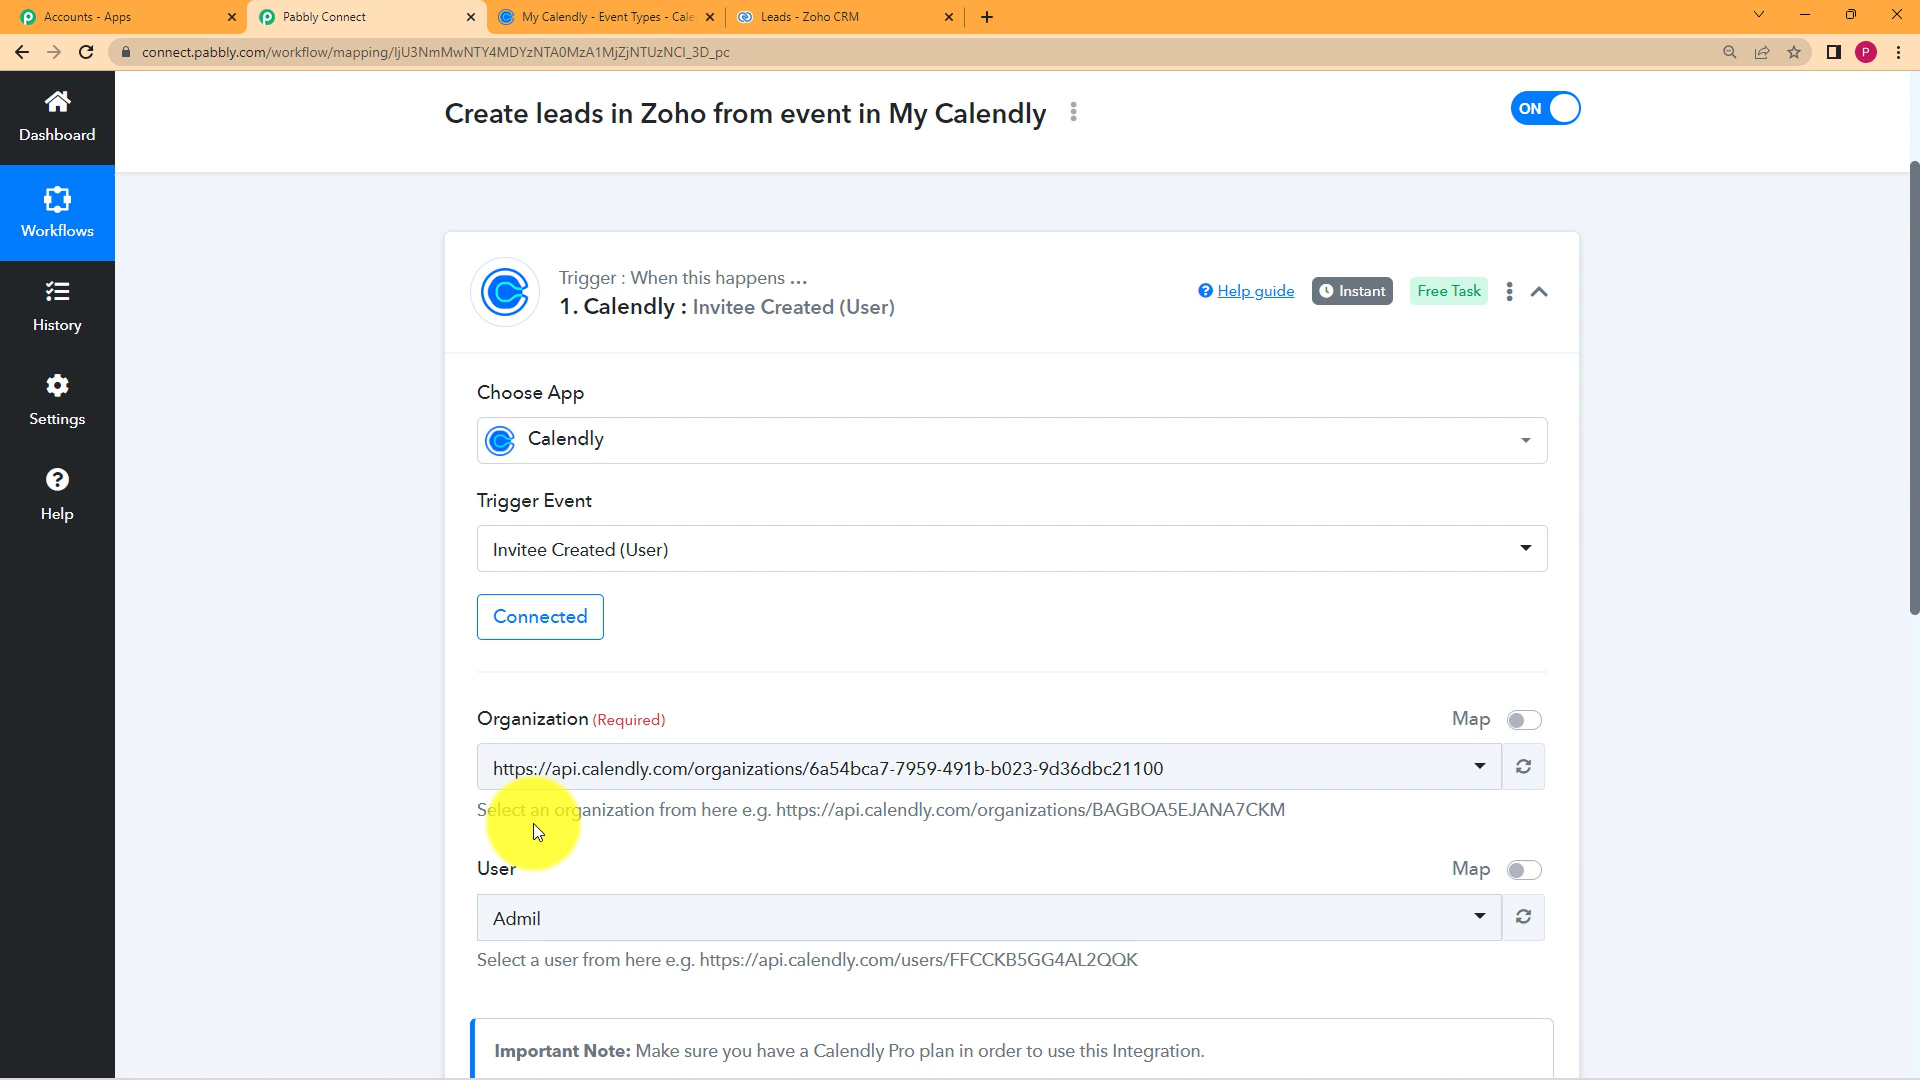 Accounts - Apps
Pabbly Connect
My Calendly - Event Types - Cale
Leads - Zoho CRM
connect.pabbly.com/workflow/mapping/IjU3NmMwNTY4MDYzNTA0MzA1MjZjNTUzNCI_3D_pc
P
Dashboard
Workflows
History
Settings
Help
Create leads in Zoho from event in My Calendly
ON
Trigger : When this happens ...
1. Calendly : Invitee Created (User)
Help guide
Instant
Free Task
Choose App
Calendly
Trigger Event
Invitee Created (User)
Connected
Organization (Required)
Map
https://api.calendly.com/organizations/6a54bca7-7959-491b-b023-9d36dbc21100
Select an organization from here e.g. https://api.calendly.com/organizations/BAGBOA5EJANA7CKM
User
Map
Admil
Select a user from here e.g. https://api.calendly.com/users/FFCCKB5GG4AL2QQK
Important Note: Make sure you have a Calendly Pro plan in order to use this Integration.